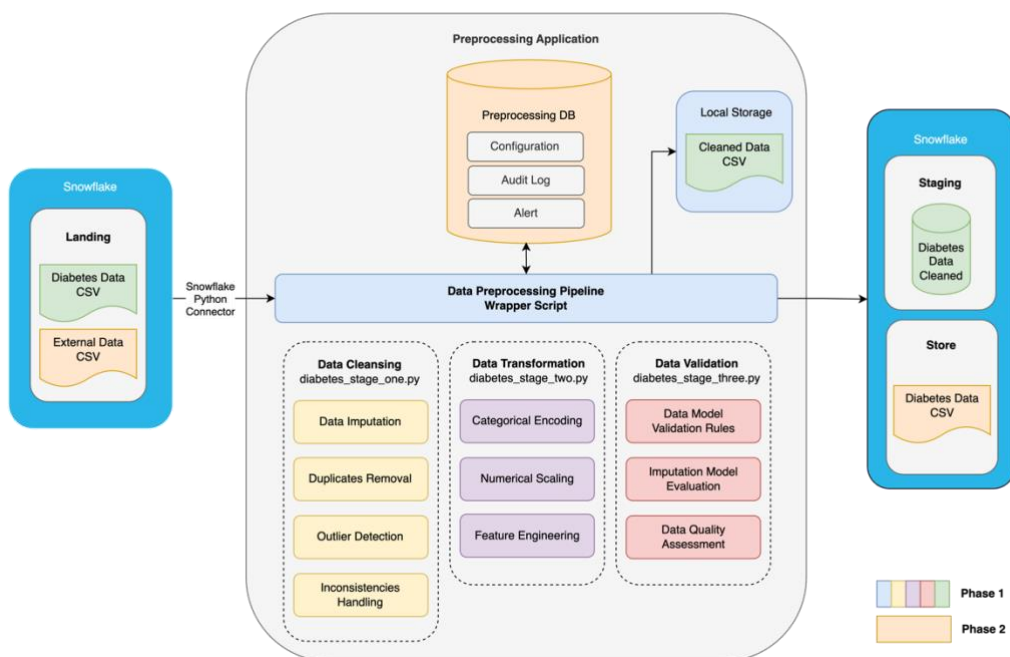 Preprocessing Application
Preprocessing DB
Configuration
Audit Log
Alert
Local Storage
Cleaned Data
CSV
Snowflake
Landing
Diabetes Data
CSV
External Data
CSV
Snowflake
Python
Connector
Data Preprocessing Pipeline
Wrapper Script
Snowflake
Staging
Diabetes
Data
Cleaned
Store
Diabetes Data
CSV
Data Cleansing
diabetes_stage_one.py
Data Imputation
Duplicates Removal
Outlier Detection
Inconsistencies
Handling
Data Transformation
diabetes_stage_two.py
Categorical Encoding
Numerical Scaling
Feature Engineering
Data Validation
diabetes_stage_three.py
Data Model
Validation Rules
Imputation Model
Evaluation
Data Quality
Assessment
Phase 1
Phase 2